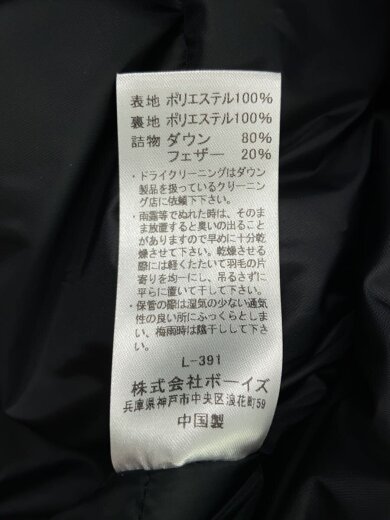 表地 ポリエステル100%
裏地 ポリエステル100%
詰物 ダウン 80%
フェザー 20%
・ドライクリーニングはダウン
製品を扱っているクリーニン
グ店に依頼下さい。
・雨露等でぬれた時は、そのま
ま放置すると臭いの出ること
がありますので早めに十分乾
燥させて下さい。乾燥させる
際には軽くたたいて羽毛の片
寄りを均一にし、吊るさずに
平らに置いて干して下さい。
・保管の際は湿気の少ない通気
性の良い所にふっくらとしま
い、梅雨時は陰干しして下さ
い。
L-391
株式会社ボーイズ
兵庫県神戸市中央区浪花町59
中国製